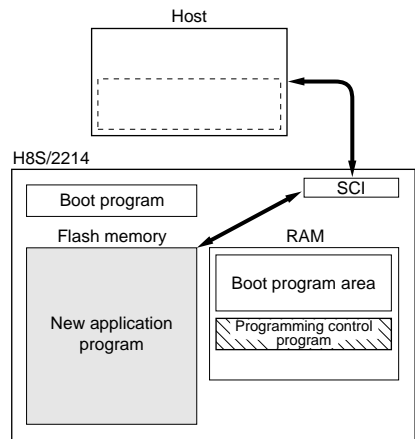 Host
H8S/2214
SCI
Boot program
Flash memory
RAM
Boot program area
New application
program
Programming control
program